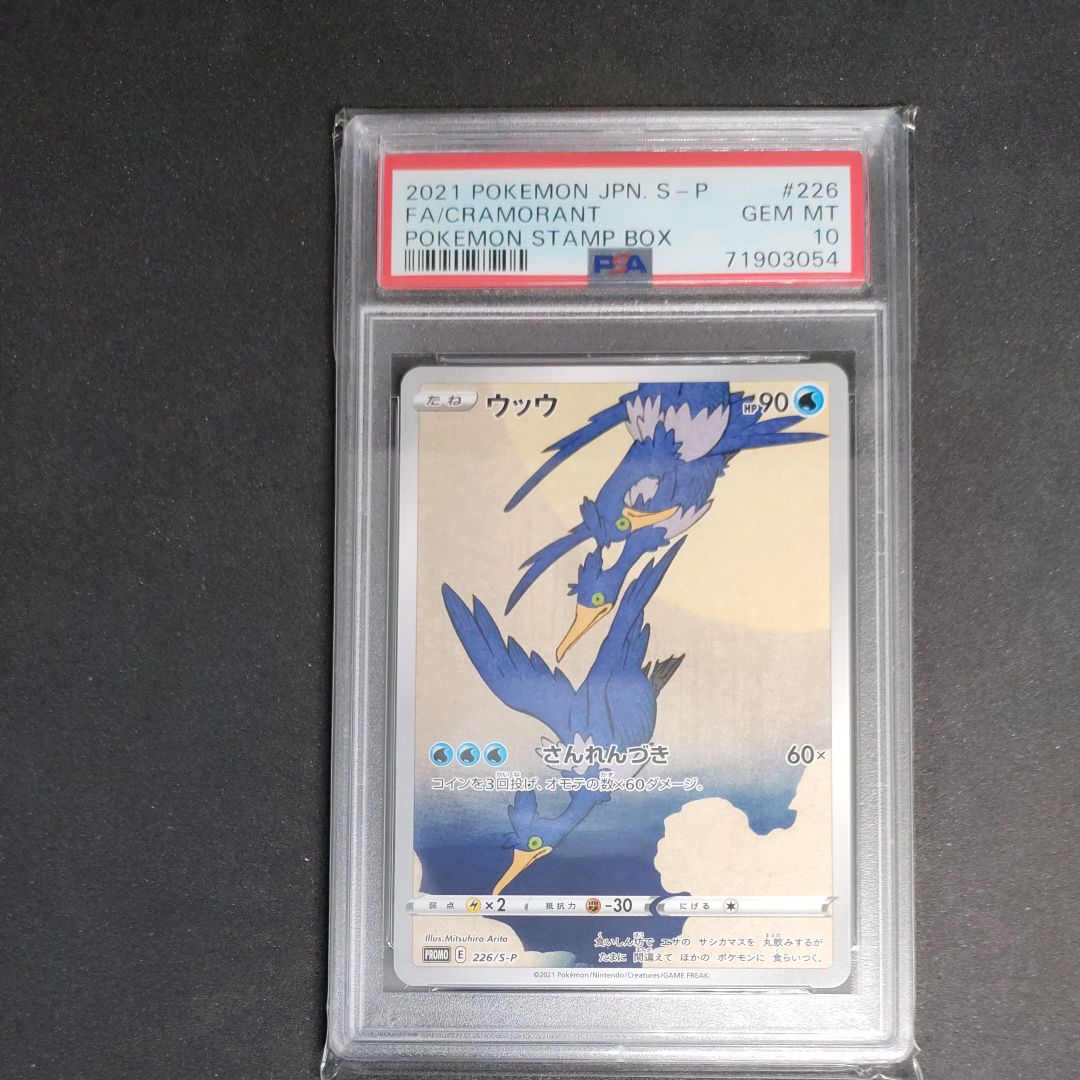 2021 POKEMON JPN. S-P #226
FA/CRAMORANT GEM MT
POKEMON STAMP BOX 10
PSA 71903054
たね ウッウ HP90
さんれんづき 60×
コインを3回投げ、オモテの数×60ダメージ。
弱点 ×2 抵抗力 -30 にげる
Illus.Mitsuhiro Arita
食いしん坊で エサの サシカマスを 丸飲みするが
たまに 間違えて ほかの ポケモンに 食らいつく。
PROMO E 226/S-P
©2021 Pokémon/Nintendo/Creatures/GAME FREAK.